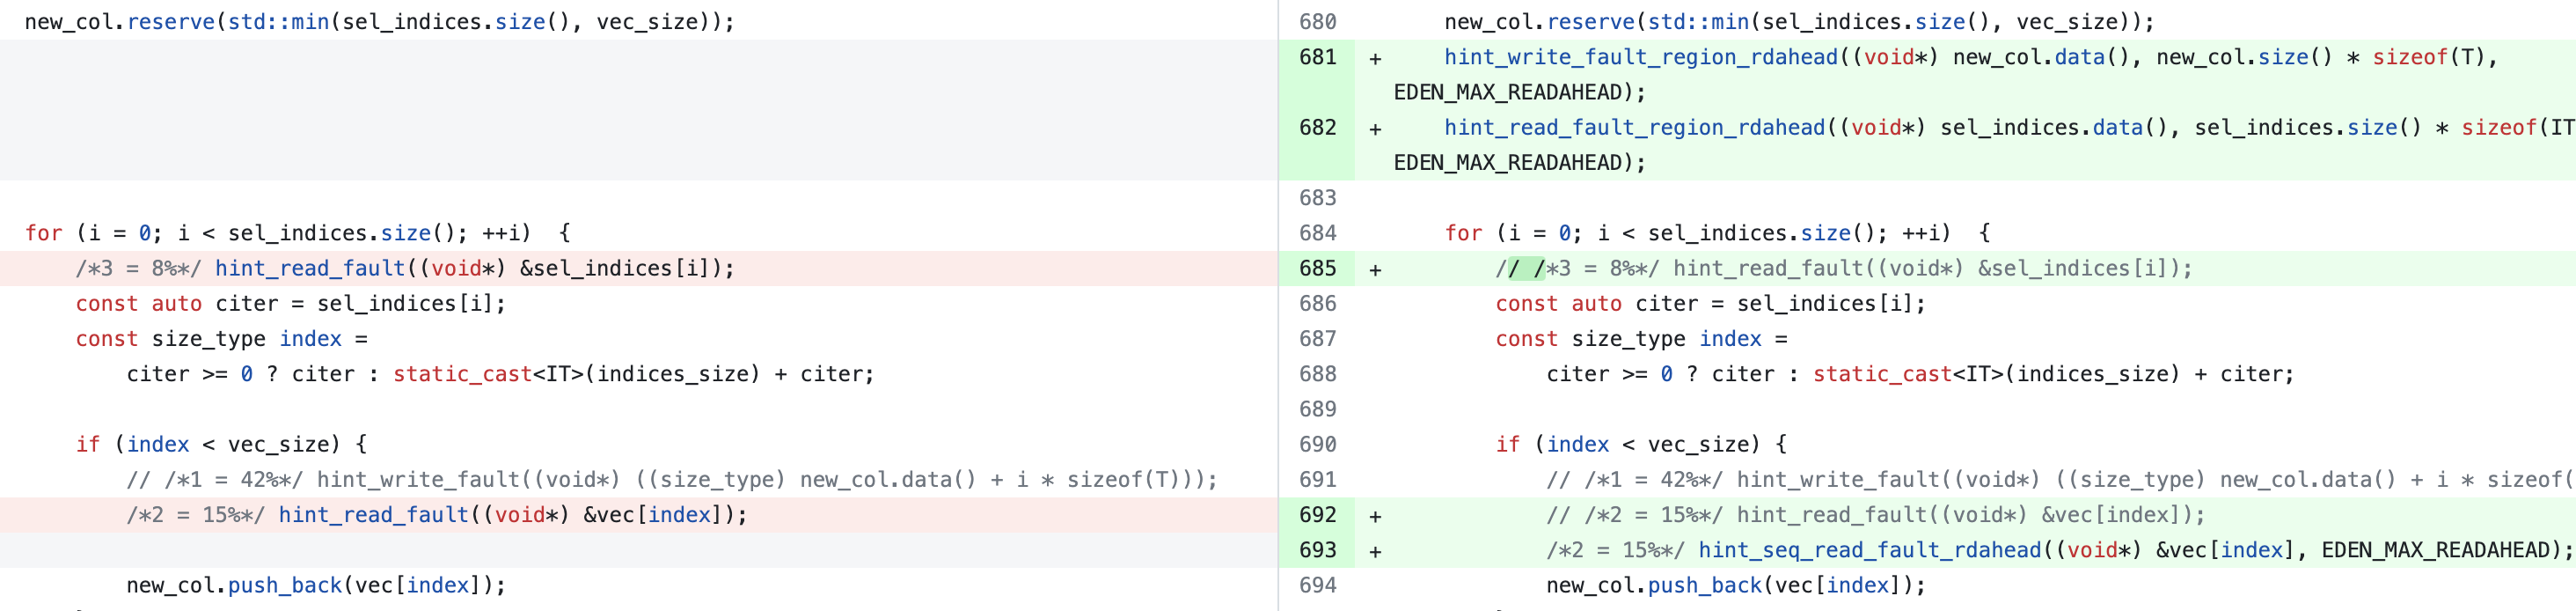 new_col.reserve(std::min(sel_indices.size(), vec_size));
for (i = 0; i < sel_indices.size(); ++i)  {
/*3 = 8%*/ hint_read_fault((void*) &sel_indices[i]);
const auto citer = sel_indices[i];
const size_type index =
citer >= 0 ? citer : static_cast<IT>(indices_size) + citer;
if (index < vec_size) {
// /*1 = 42%*/ hint_write_fault((void*) ((size_type) new_col.data() + i * sizeof(T)));
/*2 = 15%*/ hint_read_fault((void*) &vec[index]);
new_col.push_back(vec[index]);
680 new_col.reserve(std::min(sel_indices.size(), vec_size));
681 + hint_write_fault_region_rdahead((void*) new_col.data(), new_col.size() * sizeof(T),
EDEN_MAX_READAHEAD);
682 + hint_read_fault_region_rdahead((void*) sel_indices.data(), sel_indices.size() * sizeof(IT
EDEN_MAX_READAHEAD);
683
684 for (i = 0; i < sel_indices.size(); ++i)  {
685 + // /*3 = 8%*/ hint_read_fault((void*) &sel_indices[i]);
686 const auto citer = sel_indices[i];
687 const size_type index =
688 citer >= 0 ? citer : static_cast<IT>(indices_size) + citer;
689
690 if (index < vec_size) {
691 // /*1 = 42%*/ hint_write_fault((void*) ((size_type) new_col.data() + i * sizeof(
692 + // /*2 = 15%*/ hint_read_fault((void*) &vec[index]);
693 + /*2 = 15%*/ hint_seq_read_fault_rdahead((void*) &vec[index], EDEN_MAX_READAHEAD);
694 new_col.push_back(vec[index]);